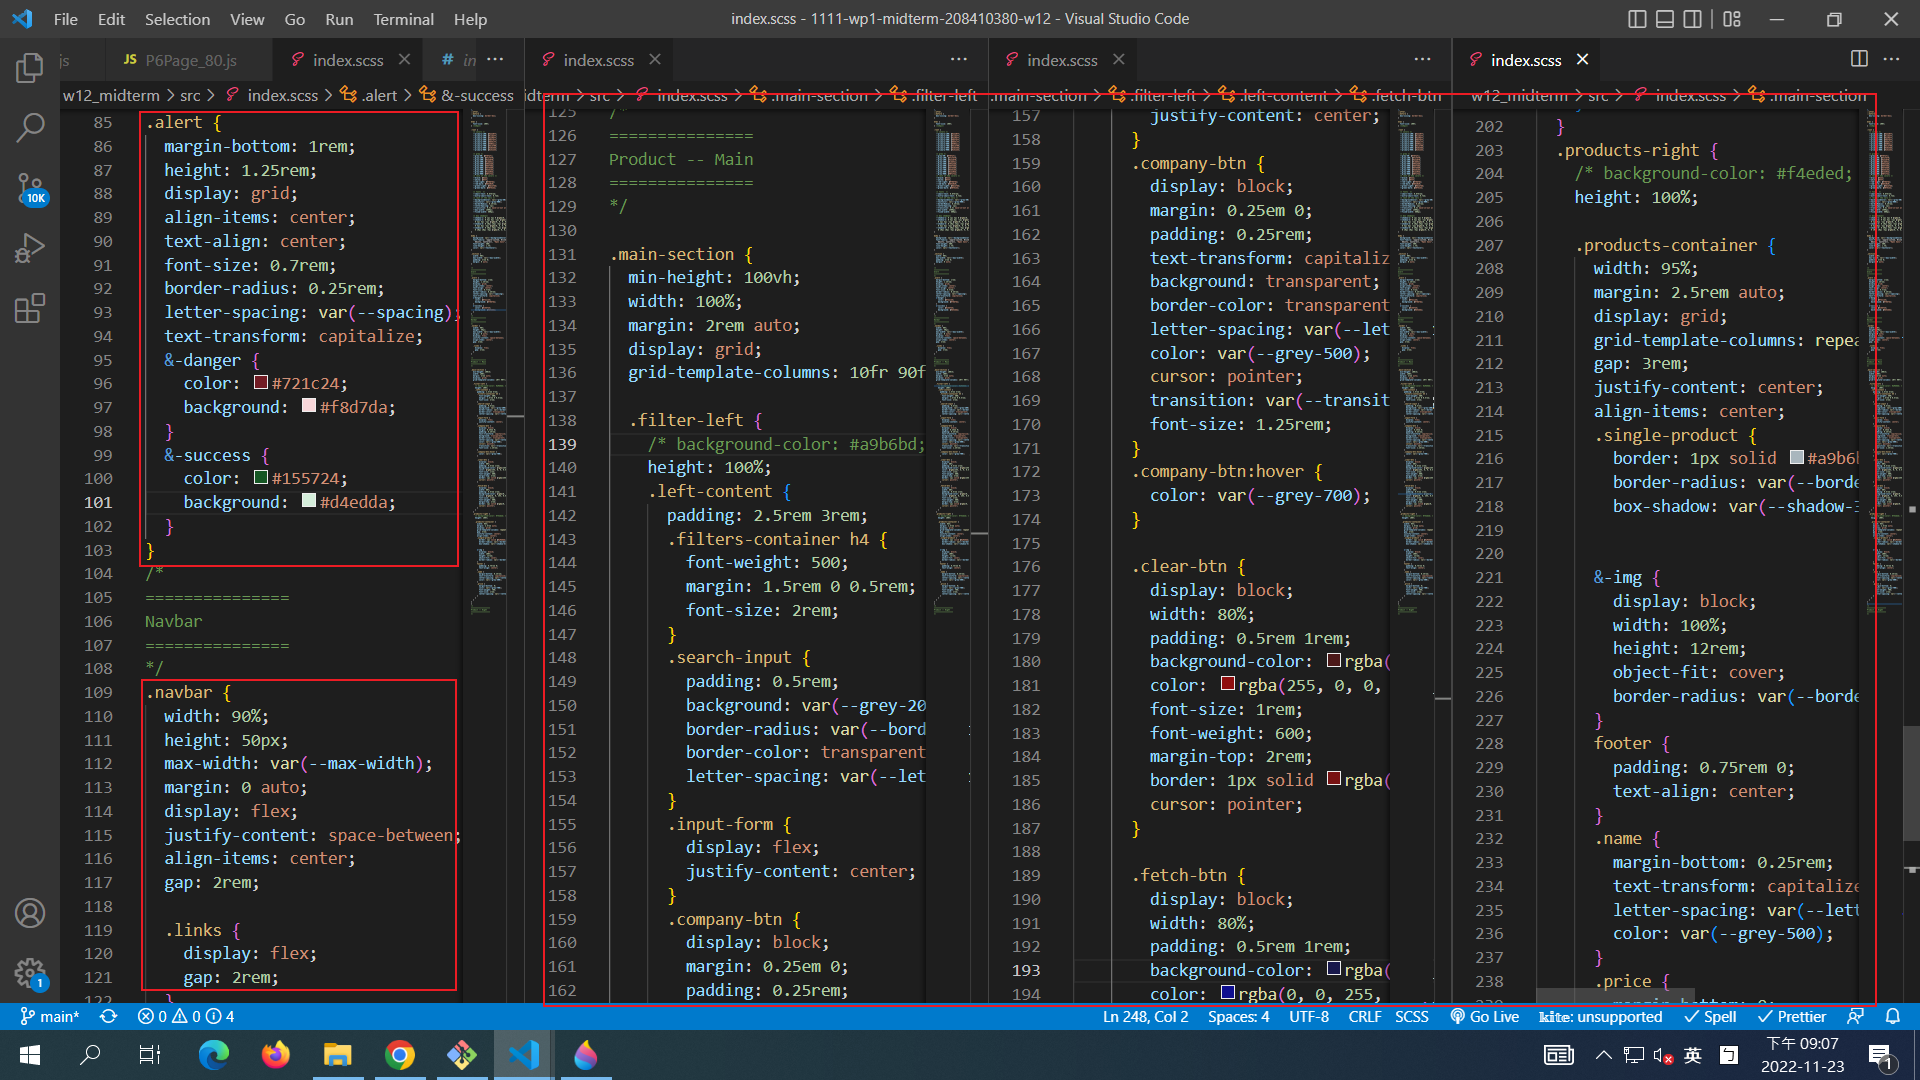 File Edit Selection View Go Run Terminal Help
index.scss - 1111-wp1-midterm-208410380-w12 - Visual Studio Code
js
JS P6Page_80.js
index.scss
# in ...
index.scss
...
index.scss
...
index.scss
...
w12_midterm > src > index.scss > .alert > &-success
85 .alert {
86 margin-bottom: 1rem;
87 height: 1.25rem;
88 display: grid;
89 align-items: center;
90 text-align: center;
91 font-size: 0.7rem;
92 border-radius: 0.25rem;
93 letter-spacing: var(--spacing);
94 text-transform: capitalize;
95 &-danger {
96 color: #721c24;
97 background: #f8d7da;
98 }
99 &-success {
100 color: #155724;
101 background: #d4edda;
102 }
103 }
104 /*
105 ===============
106 Navbar
107 ===============
108 */
109 .navbar {
110 width: 90%;
111 height: 50px;
112 max-width: var(--max-width);
113 margin: 0 auto;
114 display: flex;
115 justify-content: space-between;
116 align-items: center;
117 gap: 2rem;
118
119 .links {
120 display: flex;
121 gap: 2rem;
122 }
idterm > src > index.scss > .main-section > .filter-left
125 /*
126 ===============
127 Product -- Main
128 ===============
129 */
130
131 .main-section {
132 min-height: 100vh;
133 width: 100%;
134 margin: 2rem auto;
135 display: grid;
136 grid-template-columns: 10fr 90f
137
138 .filter-left {
139 /* background-color: #a9b6bd;
140 height: 100%;
141 .left-content {
142 padding: 2.5rem 3rem;
143 .filters-container h4 {
144 font-weight: 500;
145 margin: 1.5rem 0 0.5rem;
146 font-size: 2rem;
147 }
148 .search-input {
149 padding: 0.5rem;
150 background: var(--grey-20
151 border-radius: var(--bord
152 border-color: transparent
153 letter-spacing: var(--let
154 }
155 .input-form {
156 display: flex;
157 justify-content: center;
158 }
159 .company-btn {
160 display: block;
161 margin: 0.25em 0;
162 padding: 0.25rem;
.main-section > .filter-left > .left-content > .fetch-btn
157 justify-content: center;
158 }
159 .company-btn {
160 display: block;
161 margin: 0.25em 0;
162 padding: 0.25rem;
163 text-transform: capitaliz
164 background: transparent;
165 border-color: transparent
166 letter-spacing: var(--let
167 color: var(--grey-500);
168 cursor: pointer;
169 transition: var(--transit
170 font-size: 1.25rem;
171 }
172 .company-btn:hover {
173 color: var(--grey-700);
174 }
175
176 .clear-btn {
177 display: block;
178 width: 80%;
179 padding: 0.5rem 1rem;
180 background-color: rgba(
181 color: rgba(255, 0, 0,
182 font-size: 1rem;
183 font-weight: 600;
184 margin-top: 2rem;
185 border: 1px solid rgba(
186 cursor: pointer;
187 }
188
189 .fetch-btn {
190 display: block;
191 width: 80%;
192 padding: 0.5rem 1rem;
193 background-color: rgba(
194 color: rgba(0, 0, 255,
w12_midterm > src > index.scss > .main-section
202 }
203 .products-right {
204 /* background-color: #f4eded;
205 height: 100%;
206
207 .products-container {
208 width: 95%;
209 margin: 2.5rem auto;
210 display: grid;
211 grid-template-columns: repea
212 gap: 3rem;
213 justify-content: center;
214 align-items: center;
215 .single-product {
216 border: 1px solid #a9b6b
217 border-radius: var(--borde
218 box-shadow: var(--shadow-3
219
220
221 &-img {
222 display: block;
223 width: 100%;
224 height: 12rem;
225 object-fit: cover;
226 border-radius: var(--borde
227 }
228 footer {
229 padding: 0.75rem 0;
230 text-align: center;
231 }
232 .name {
233 margin-bottom: 0.25rem;
234 text-transform: capitalize
235 letter-spacing: var(--lett
236 color: var(--grey-500);
237 }
238 .price {
239 margin-bottom: 0;
10K
1
main* 0 0 4
Ln 248, Col 2 Spaces: 4 UTF-8 CRLF SCSS Go Live kite: unsupported Spell Prettier
英 ㄅ
下午 09:07
2022-11-23
1